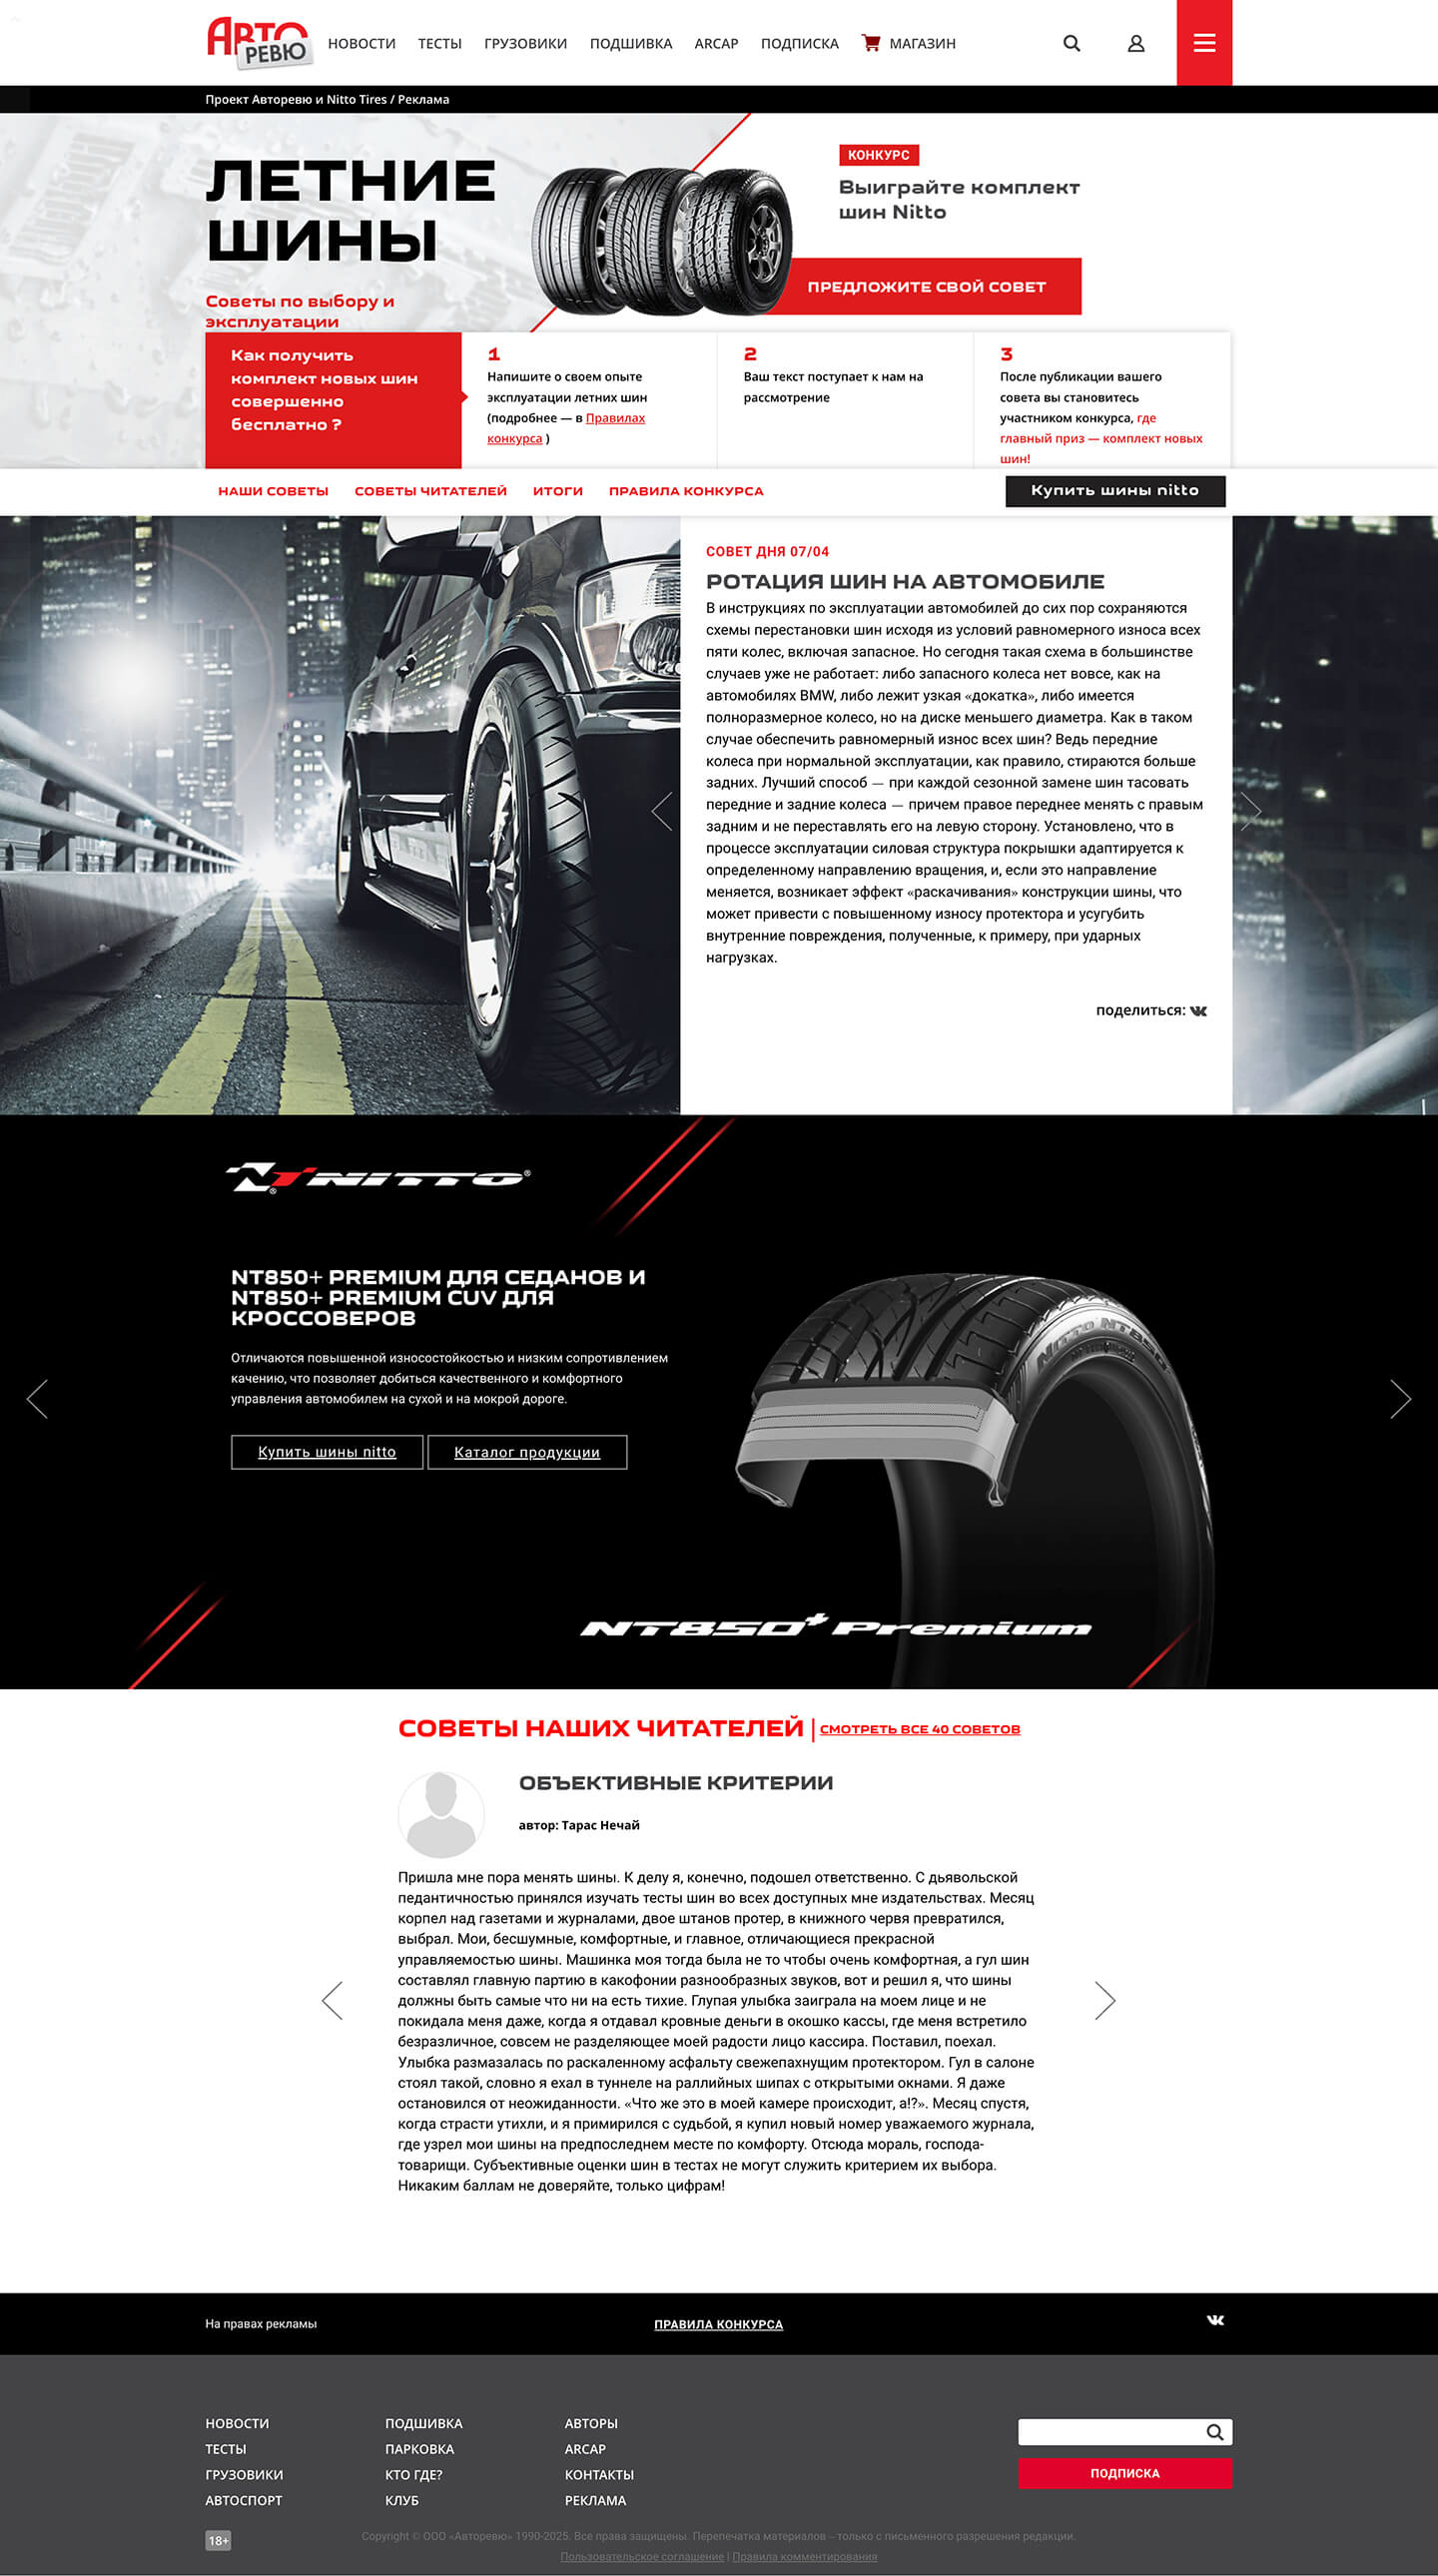 АВТО
РЕВЮ
НОВОСТИ ТЕСТЫ ГРУЗОВИКИ ПОДШИВКА ARCAP ПОДПИСКА МАГАЗИН
Проект Авторевю и Nitto Tires / Реклама
ЛЕТНИЕ
ШИНЫ
Советы по выбору и
эксплуатации
КОНКУРС
Выиграйте комплект
шин Nitto
ПРЕДЛОЖИТЕ СВОЙ СОВЕТ
Как получить
комплект новых шин
совершенно
бесплатно ?
1
Напишите о своем опыте
эксплуатации летних шин
(подробнее — в Правилах
конкурса )
2
Ваш текст поступает к нам на
рассмотрение
3
После публикации вашего
совета вы становитесь
участником конкурса, где
главный приз — комплект новых
шин!
НАШИ СОВЕТЫ СОВЕТЫ ЧИТАТЕЛЕЙ ИТОГИ ПРАВИЛА КОНКУРСА
Купить шины nitto
СОВЕТ ДНЯ 07/04
РОТАЦИЯ ШИН НА АВТОМОБИЛЕ
В инструкциях по эксплуатации автомобилей до сих пор сохраняются
схемы перестановки шин исходя из условий равномерного износа всех
пяти колес, включая запасное. Но сегодня такая схема в большинстве
случаев уже не работает: либо запасного колеса нет вовсе, как на
автомобилях BMW, либо лежит узкая «докатка», либо имеется
полноразмерное колесо, но на диске меньшего диаметра. Как в таком
случае обеспечить равномерный износ всех шин? Ведь передние
колеса при нормальной эксплуатации, как правило, стираются больше
задних. Лучший способ — при каждой сезонной замене шин тасовать
передние и задние колеса — причем правое переднее менять с правым
задним и не переставлять его на левую сторону. Установлено, что в
процессе эксплуатации силовая структура покрышки адаптируется к
определенному направлению вращения, и, если это направление
меняется, возникает эффект «раскачивания» конструкции шины, что
может привести с повышенному износу протектора и усугубить
внутренние повреждения, полученные, к примеру, при ударных
нагрузках.
поделиться:
NITTO
NT850+ PREMIUM ДЛЯ СЕДАНОВ И
NT850+ PREMIUM CUV ДЛЯ
КРОССОВЕРОВ
Отличаются повышенной износостойкостью и низким сопротивлением
качению, что позволяет добиться качественного и комфортного
управления автомобилем на сухой и на мокрой дороге.
Купить шины nitto
Каталог продукции
NITTO NT850
NT850+ Premium
СОВЕТЫ НАШИХ ЧИТАТЕЛЕЙ | СМОТРЕТЬ ВСЕ 40 СОВЕТОВ
ОБЪЕКТИВНЫЕ КРИТЕРИИ
автор: Тарас Нечай
Пришла мне пора менять шины. К делу я, конечно, подошел ответственно. С дьявольской
педантичностью принялся изучать тесты шин во всех доступных мне издательствах. Месяц
корпел над газетами и журналами, двое штанов протер, в книжного червя превратился,
выбрал. Мои, бесшумные, комфортные, и главное, отличающиеся прекрасной
управляемостью шины. Машинка моя тогда была не то чтобы очень комфортная, а гул шин
составлял главную партию в какофонии разнообразных звуков, вот и решил я, что шины
должны быть самые что ни на есть тихие. Глупая улыбка заиграла на моем лице и не
покидала меня даже, когда я отдавал кровные деньги в окошко кассы, где меня встретило
безразличное, совсем не разделяющее моей радости лицо кассира. Поставил, поехал.
Улыбка размазалась по раскаленному асфальту свежепахнущим протектором. Гул в салоне
стоял такой, словно я ехал в туннеле на раллийных шипах с открытыми окнами. Я даже
остановился от неожиданности. «Что же это в моей камере происходит, а!?». Месяц спустя,
когда страсти утихли, и я примирился с судьбой, я купил новый номер уважаемого журнала,
где узрел мои шины на предпоследнем месте по комфорту. Отсюда мораль, господа-
товарищи. Субъективные оценки шин в тестах не могут служить критерием их выбора.
Никаким баллам не доверяйте, только цифрам!
На правах рекламы
ПРАВИЛА КОНКУРСА
НОВОСТИ ПОДШИВКА АВТОРЫ
ТЕСТЫ ПАРКОВКА ARCAP
ГРУЗОВИКИ КТО ГДЕ? КОНТАКТЫ
АВТОСПОРТ КЛУБ РЕКЛАМА
ПОДПИСКА
18+
Copyright © ООО «Авторевю» 1990-2025. Все права защищены. Перепечатка материалов – только с письменного разрешения редакции.
Пользовательское соглашение | Правила комментирования